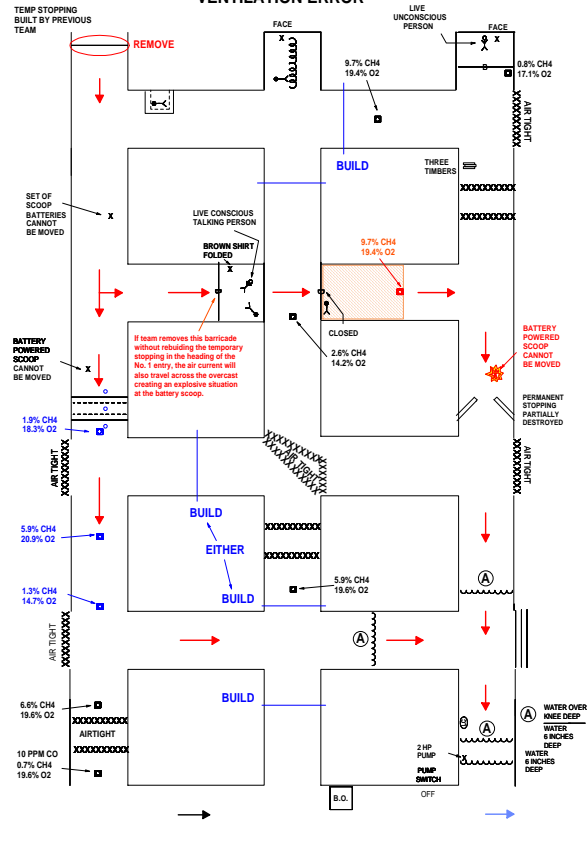 VENTILATION ERROR
TEMP STOPPING
BUILT BY PREVIOUS
TEAM
REMOVE
FACE
X
LIVE
UNCONSCIOUS
PERSON
FACE
X
0.8% CH4
17.1% O2
9.7% CH4
19.4% O2
AIR TIGHT
BUILD
THREE
TIMBERS
SET OF
SCOOP
BATTERIES
CANNOT
BE MOVED
X
LIVE CONSCIOUS
TALKING PERSON
BROWN SHIRT
FOLDED
X
9.7% CH4
19.4% O2
CLOSED
2.6% CH4
14.2% O2
If team removes this barricade
without rebuiding the temporary
stopping in the heading of the
No. 1 entry, the air current will
also travel across the overcast
creating an explosive situation
at the battery scoop.
BATTERY
POWERED
SCOOP
CANNOT
BE MOVED
X
BATTERY
POWERED
SCOOP
CANNOT
BE MOVED
PERMANENT
STOPPING
PARTIALLY
DESTROYED
1.9% CH4
18.3% O2
AIR TIGHT
AIR TIGHT
AIR TIGHT
BUILD
EITHER
BUILD
5.9% CH4
20.9% O2
5.9% CH4
19.6% O2
1.3% CH4
14.7% O2
A
AIR TIGHT
A
BUILD
6.6% CH4
19.6% O2
AIRTIGHT
10 PPM CO
0.7% CH4
19.6% O2
A
A
WATER OVER
KNEE DEEP
WATER
6 INCHES
DEEP
WATER
6 INCHES
DEEP
2 HP
PUMP
X
PUMP
SWITCH
OFF
B.O.